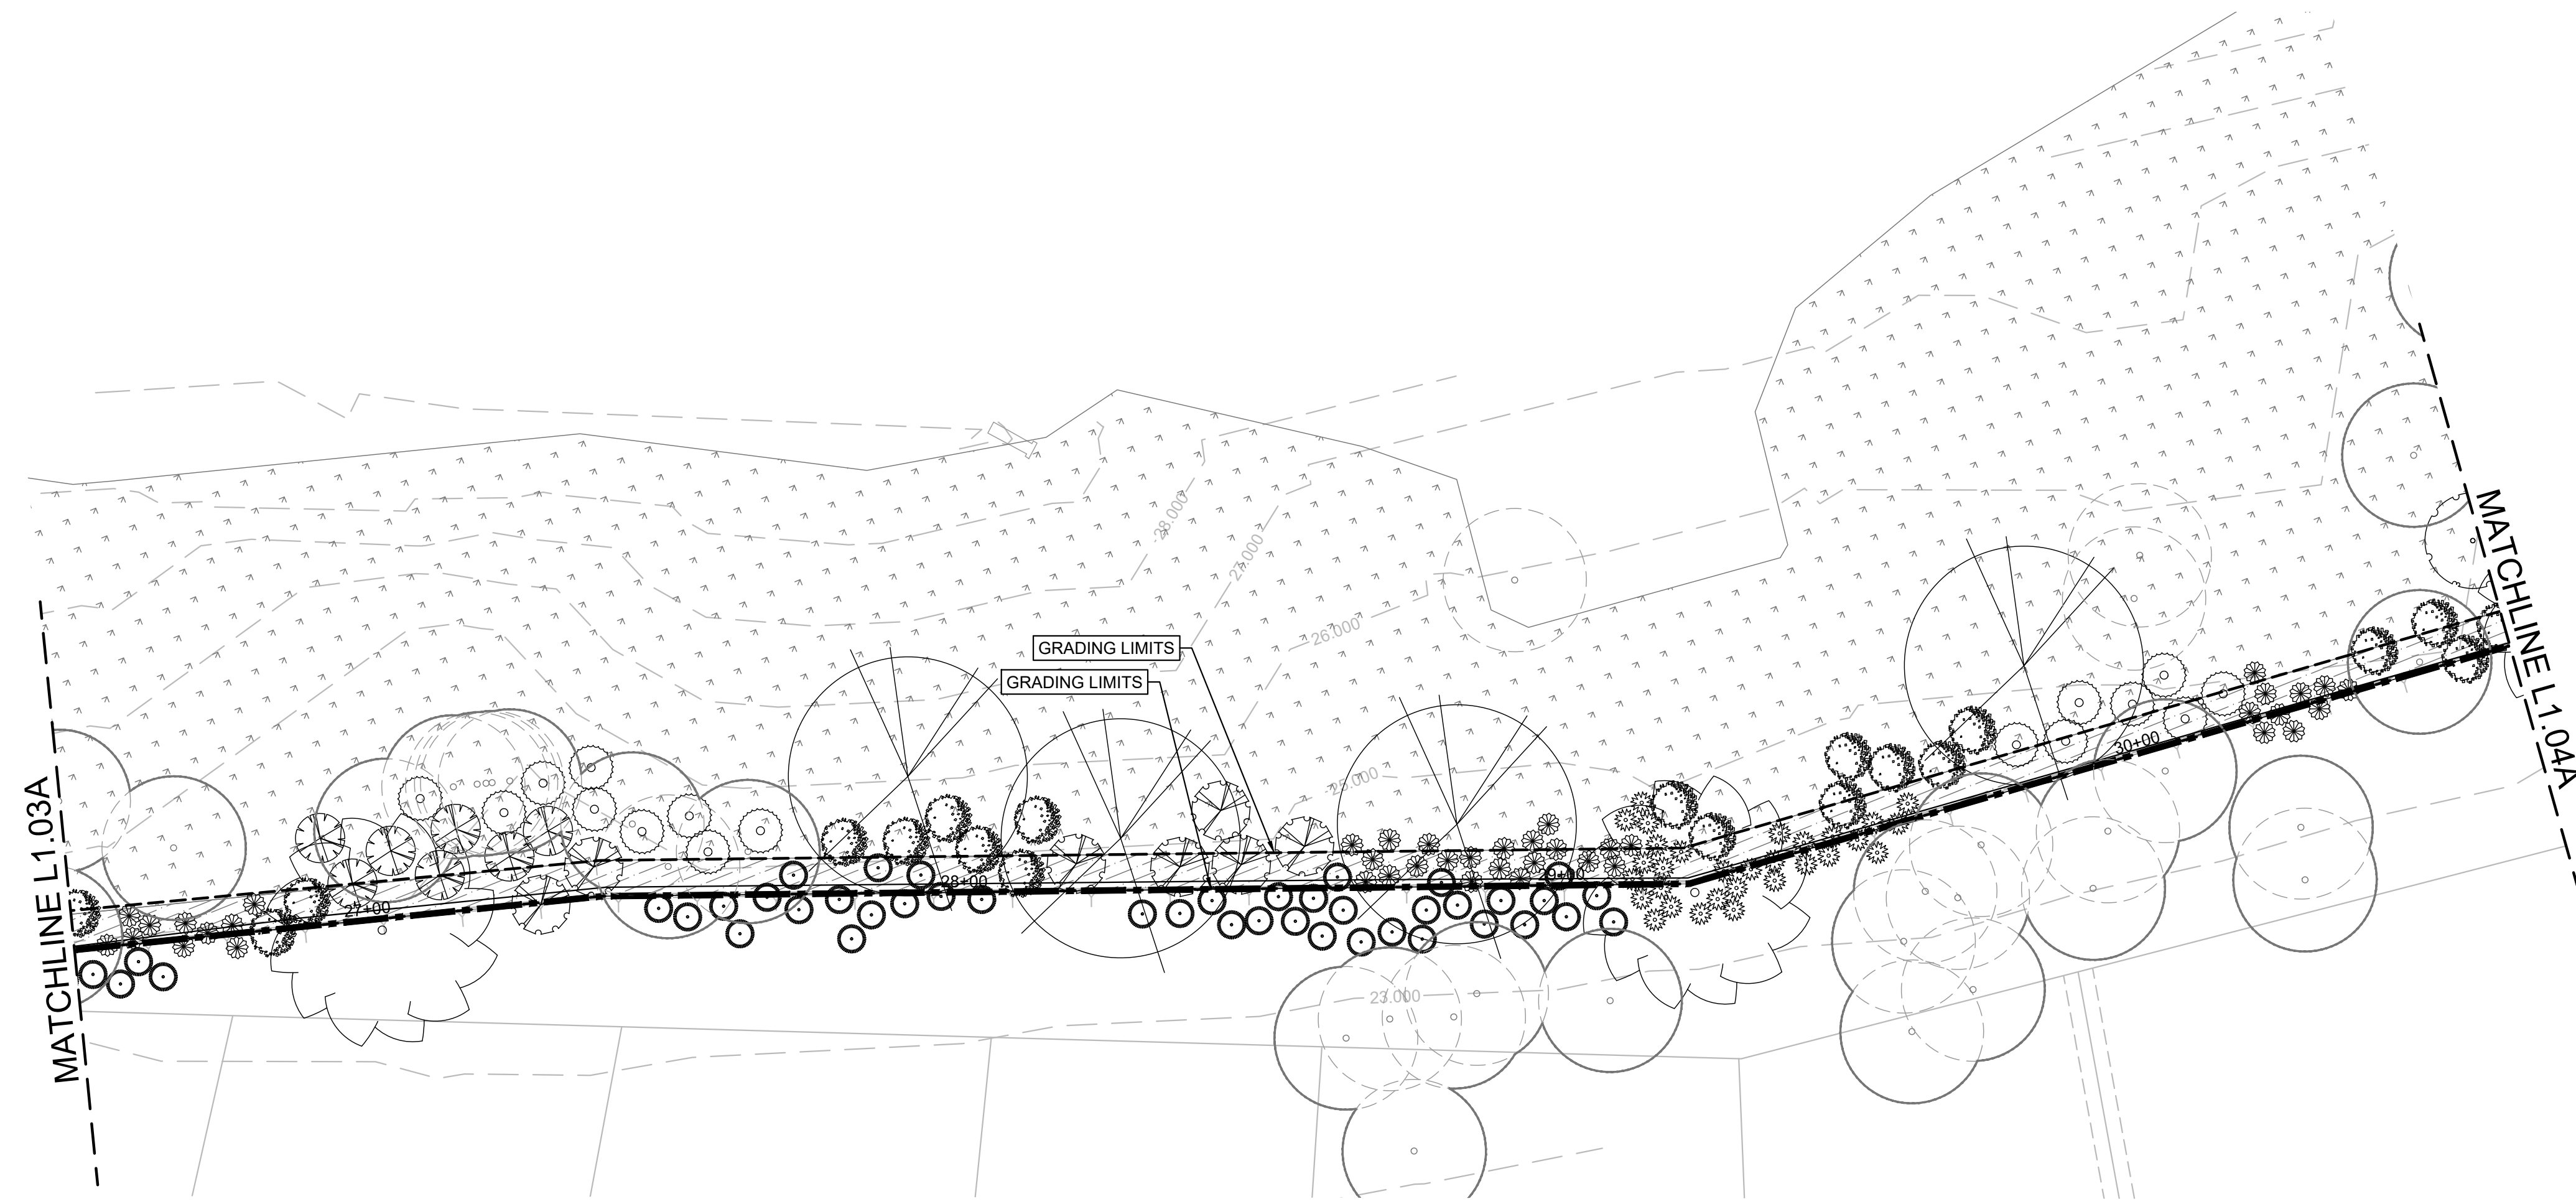 28.000
27.000
26.000
GRADING LIMITS
GRADING LIMITS
25.000
MATCHLINE L1.03A
MATCHLINE L1.04A
27+00
28+00
30+00
23.000